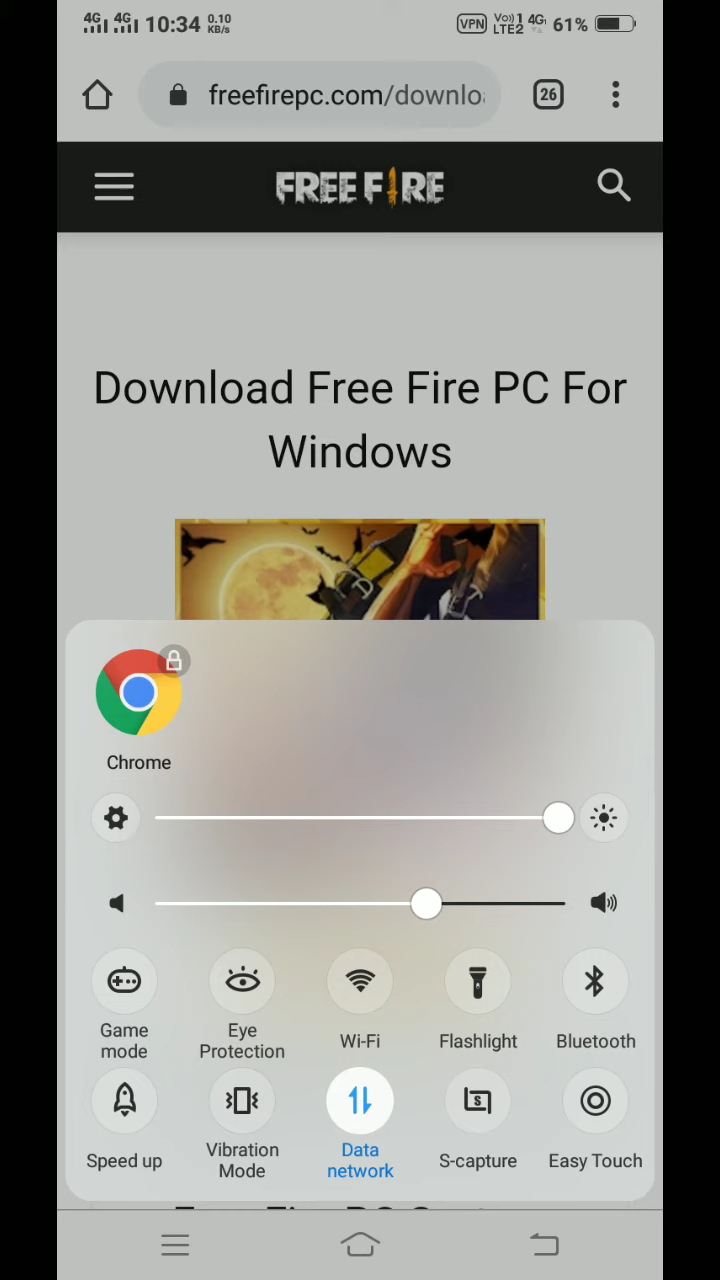 4G 4G 10:34 0.10 KB/s VPN Vo) 1 LTE2 4G 61%
freefirepc.com/downlo
26
FREE FIRE
Download Free Fire PC For
Windows
Chrome
Game
mode
Eye
Protection
Wi-Fi
Flashlight
Bluetooth
S
Speed up
Vibration
Mode
Data
network
S-capture
Easy Touch